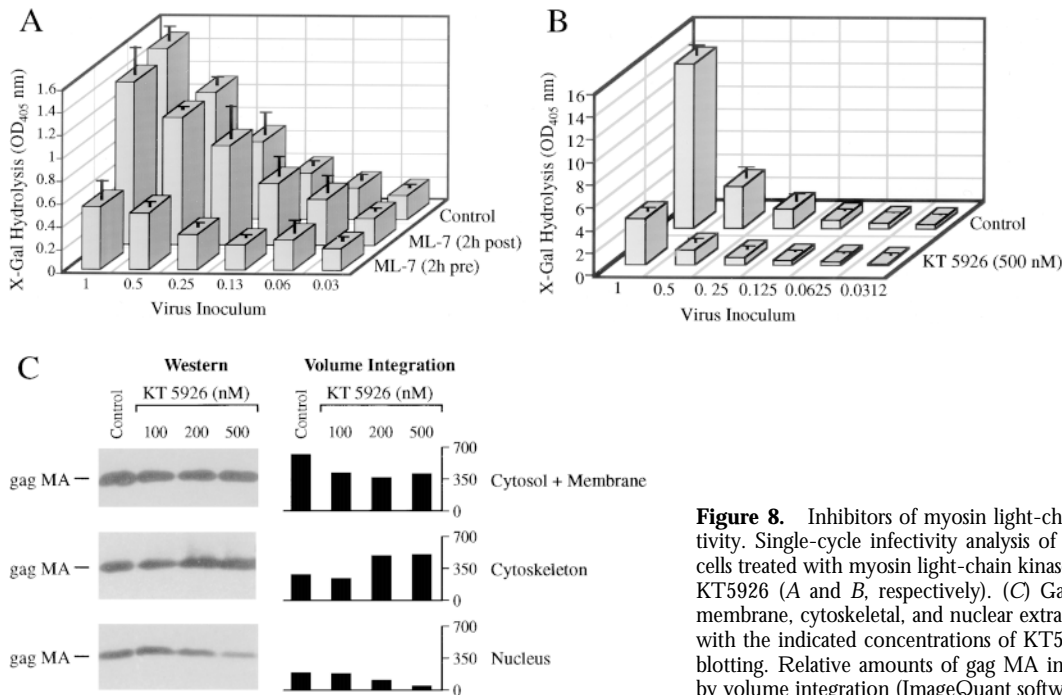 A
X-Gal Hydrolysis (OD405 nm)
1.6
1.4
1.2
1
0.8
0.6
0.4
0.2
0
1 0.5 0.25 0.13 0.06 0.03
Virus Inoculum
Control
ML-7 (2h post)
ML-7 (2h pre)
B
X-Gal Hydrolysis (OD405 nm)
16
14
12
10
8
6
4
2
0
1 0.5 0. 25 0.125 0.0625 0.0312
Virus Inoculum
Control
KT 5926 (500 nM)
C
Western Volume Integration
Control KT 5926 (nM) Control KT 5926 (nM)
100 200 500 100 200 500
gag MA 700 350 0 Cytosol + Membrane
gag MA 700 350 0 Cytoskeleton
gag MA 700 350 0 Nucleus
Figure 8. Inhibitors of myosin light-ch
tivity. Single-cycle infectivity analysis of
cells treated with myosin light-chain kinas
KT5926 (A and B, respectively). (C) Ga
membrane, cytoskeletal, and nuclear extra
with the indicated concentrations of KT5
blotting. Relative amounts of gag MA in
by volume integration (ImageQuant softw